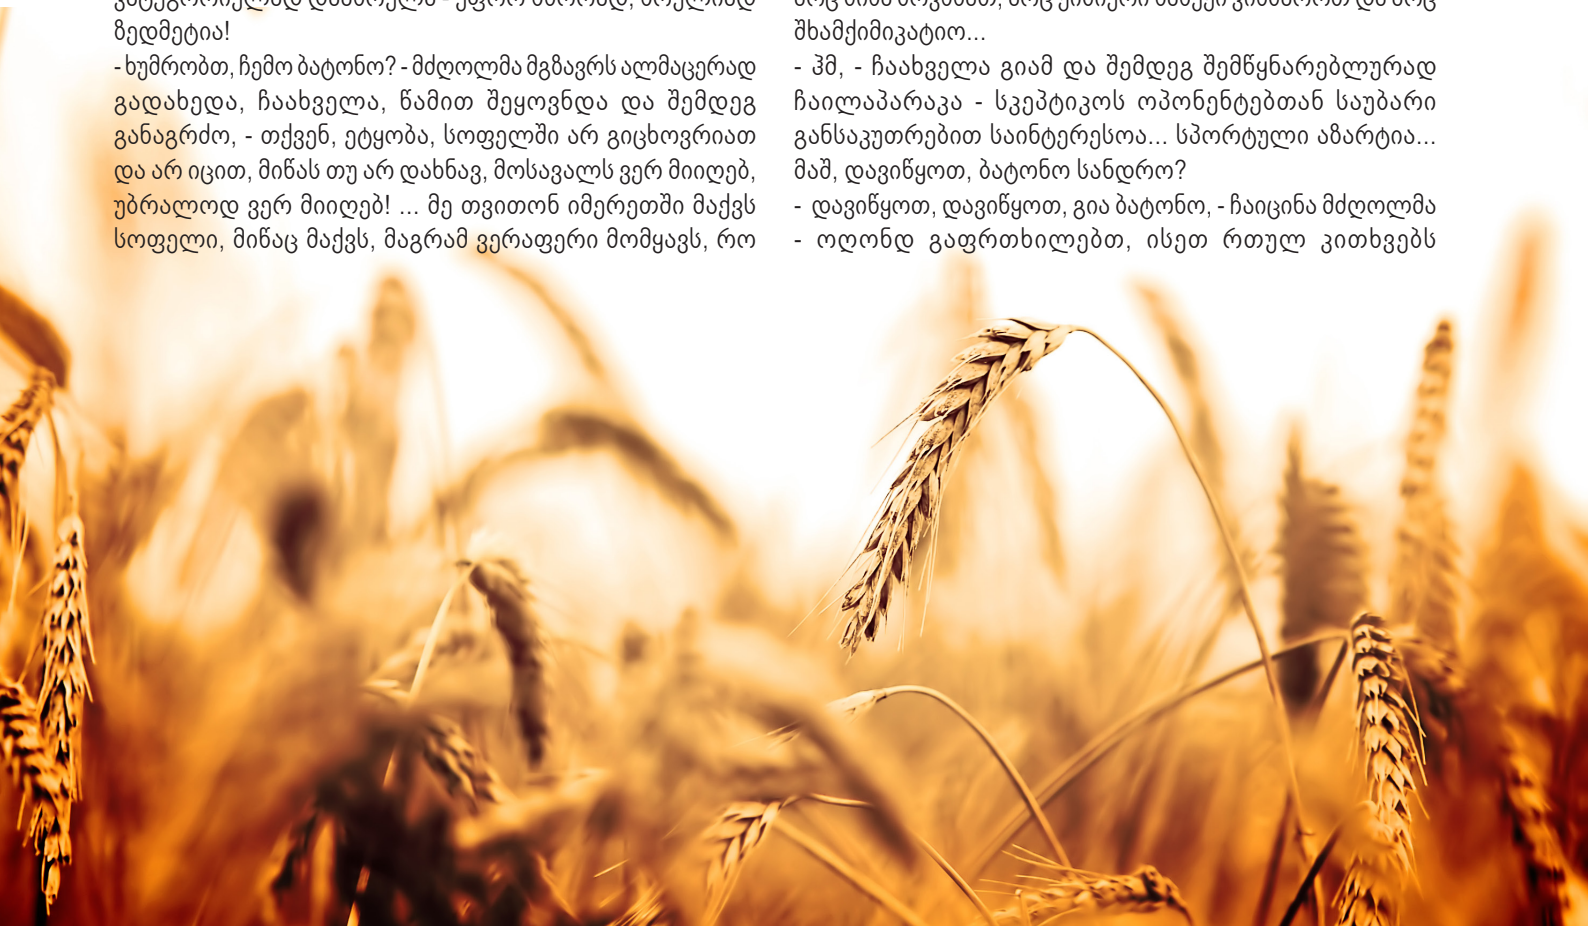 ზედმეტია!
- ხუმრობთ, ჩემო ბატონო? - მძღოლმა მგზავრს ალმაცერად
გადახედა, ჩაახველა, წამით შეყოვნდა და შემდეგ
განაგრძო, - თქვენ, ეტყობა, სოფელში არ გიცხოვრიათ
და არ იცით, მიწას თუ არ დახნავ, მოსავალს ვერ მიიღებ,
უბრალოდ ვერ მიიღებ! ... მე თვითონ იმერეთში მაქვს
სოფელი, მიწაც მაქვს, მაგრამ ვერაფერი მომყავს, რო
შხამქიმიკატიო...
- ჰმ, - ჩაახველა გიამ და შემდეგ შემწყნარებლურად
ჩაილაპარაკა - სკეპტიკოს ოპონენტებთან საუბარი
განსაკუთრებით საინტერესოა... სპორტული აზარტია...
მაშ, დავიწყოთ, ბატონო სანდრო?
- დავიწყოთ, დავიწყოთ, გია ბატონო, - ჩაიცინა მძღოლმა
- ოღონდ გაფრთხილებთ, ისეთ რთულ კითხვებს